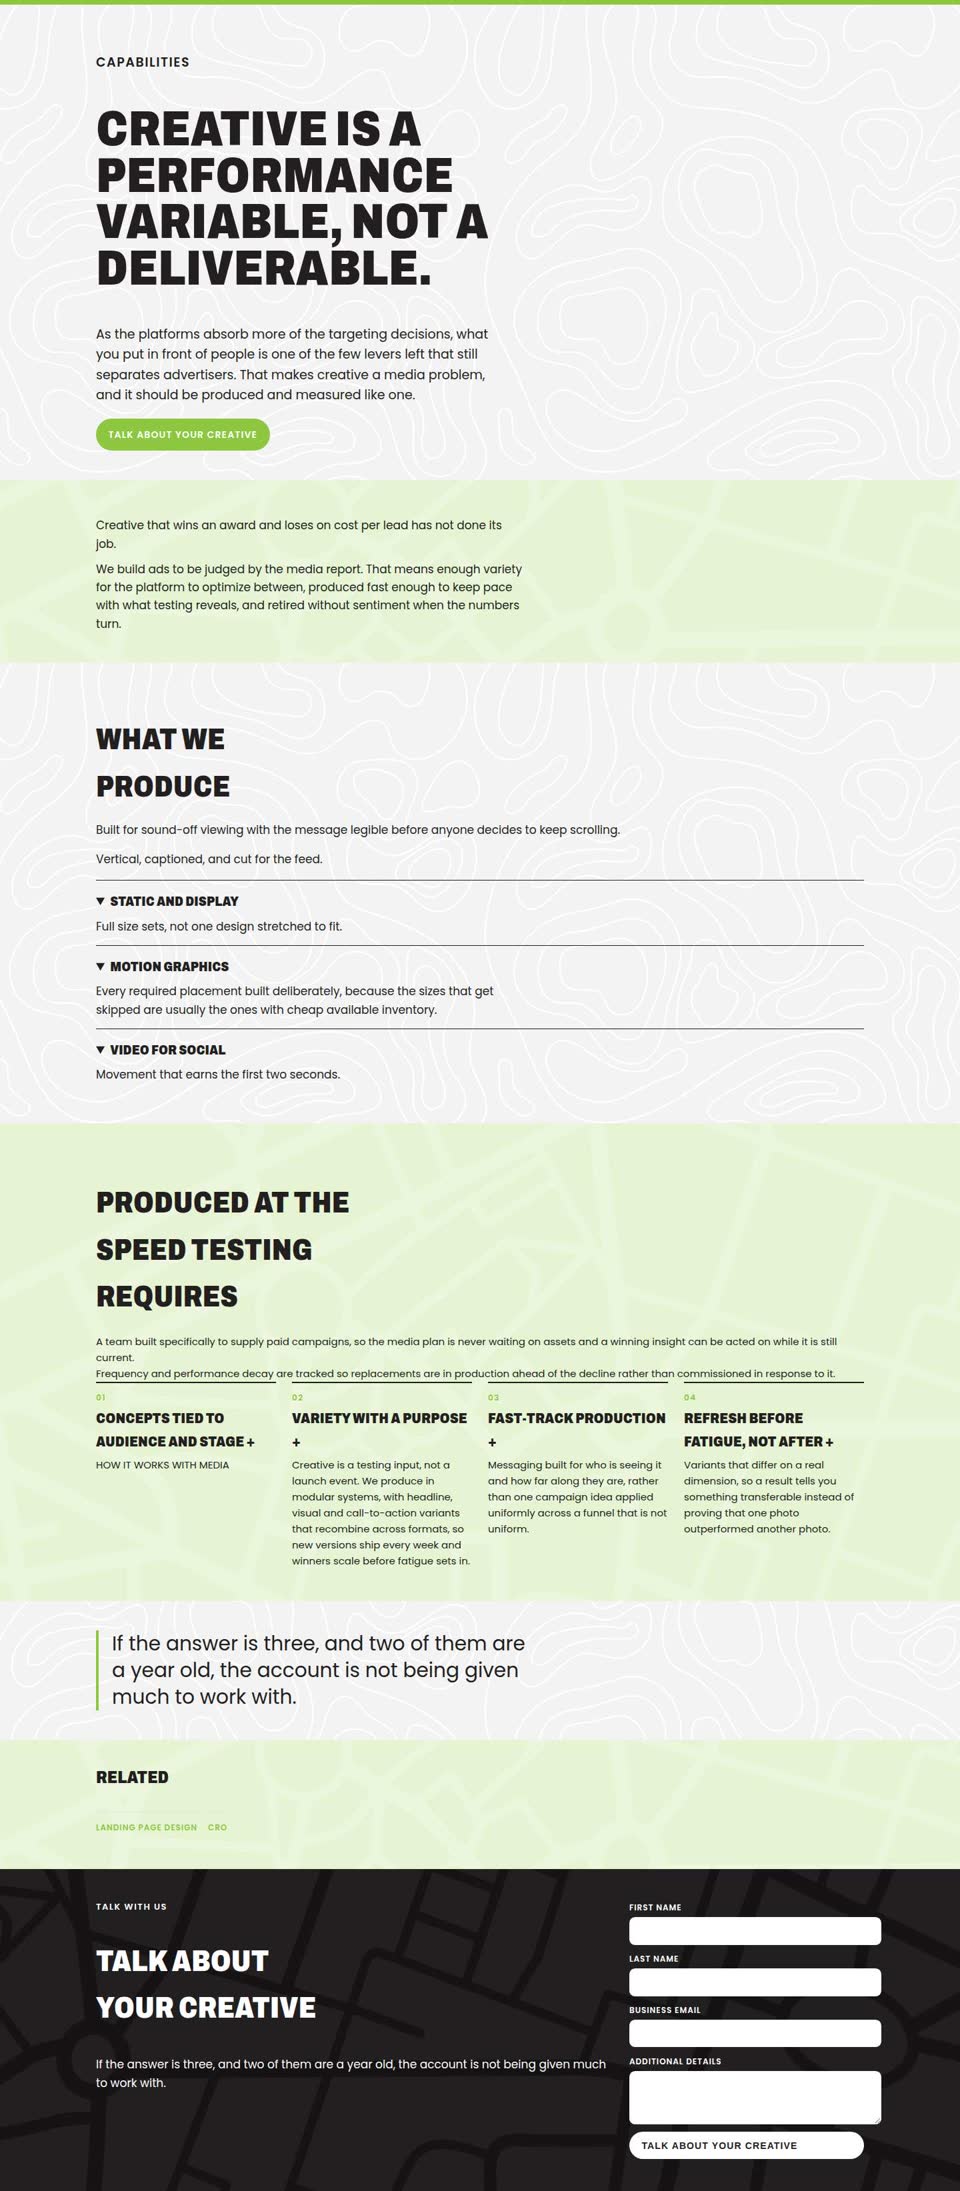 CAPABILITIES
CREATIVE IS A
PERFORMANCE
VARIABLE, NOT A
DELIVERABLE.
As the platforms absorb more of the targeting decisions, what
you put in front of people is one of the few levers left that still
separates advertisers. That makes creative a media problem,
and it should be produced and measured like one.
TALK ABOUT YOUR CREATIVE
Creative that wins an award and loses on cost per lead has not done its
job.
We build ads to be judged by the media report. That means enough variety
for the platform to optimize between, produced fast enough to keep pace
with what testing reveals, and retired without sentiment when the numbers
turn.
WHAT WE
PRODUCE
Built for sound-off viewing with the message legible before anyone decides to keep scrolling.
Vertical, captioned, and cut for the feed.
▼ STATIC AND DISPLAY
Full size sets, not one design stretched to fit.
▼ MOTION GRAPHICS
Every required placement built deliberately, because the sizes that get
skipped are usually the ones with cheap available inventory.
▼ VIDEO FOR SOCIAL
Movement that earns the first two seconds.
PRODUCED AT THE
SPEED TESTING
REQUIRES
A team built specifically to supply paid campaigns, so the media plan is never waiting on assets and a winning insight can be acted on while it is still
current.
Frequency and performance decay are tracked so replacements are in production ahead of the decline rather than commissioned in response to it.
01
CONCEPTS TIED TO
AUDIENCE AND STAGE +
HOW IT WORKS WITH MEDIA
02
VARIETY WITH A PURPOSE
+
Creative is a testing input, not a
launch event. We produce in
modular systems, with headline,
visual and call-to-action variants
that recombine across formats, so
new versions ship every week and
winners scale before fatigue sets in.
03
FAST-TRACK PRODUCTION
+
Messaging built for who is seeing it
and how far along they are, rather
than one campaign idea applied
uniformly across a funnel that is not
uniform.
04
REFRESH BEFORE
FATIGUE, NOT AFTER +
Variants that differ on a real
dimension, so a result tells you
something transferable instead of
proving that one photo
outperformed another photo.
If the answer is three, and two of them are
a year old, the account is not being given
much to work with.
RELATED
LANDING PAGE DESIGN CRO
TALK WITH US
TALK ABOUT
YOUR CREATIVE
If the answer is three, and two of them are a year old, the account is not being given much
to work with.
FIRST NAME
LAST NAME
BUSINESS EMAIL
ADDITIONAL DETAILS
TALK ABOUT YOUR CREATIVE